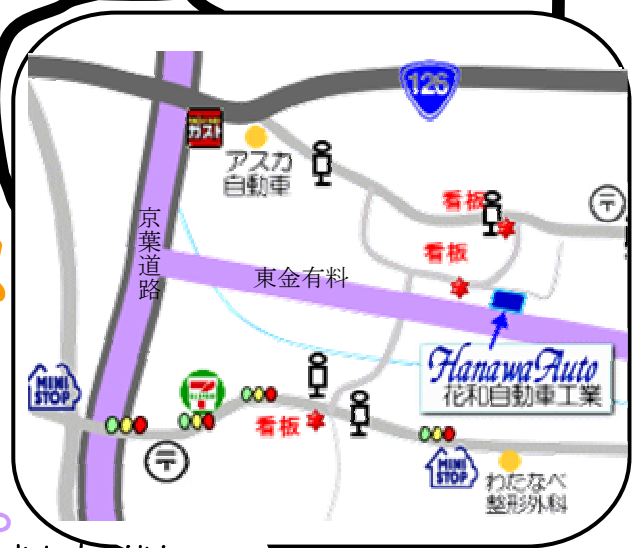 126
ガスト
アスカ
自動車
看板
〒
看板
京葉道路
東金有料
HanawaAuto
花和自動車工業
MINI
STOP
7
看板
〒
MINI
STOP
わたなべ
整形外科